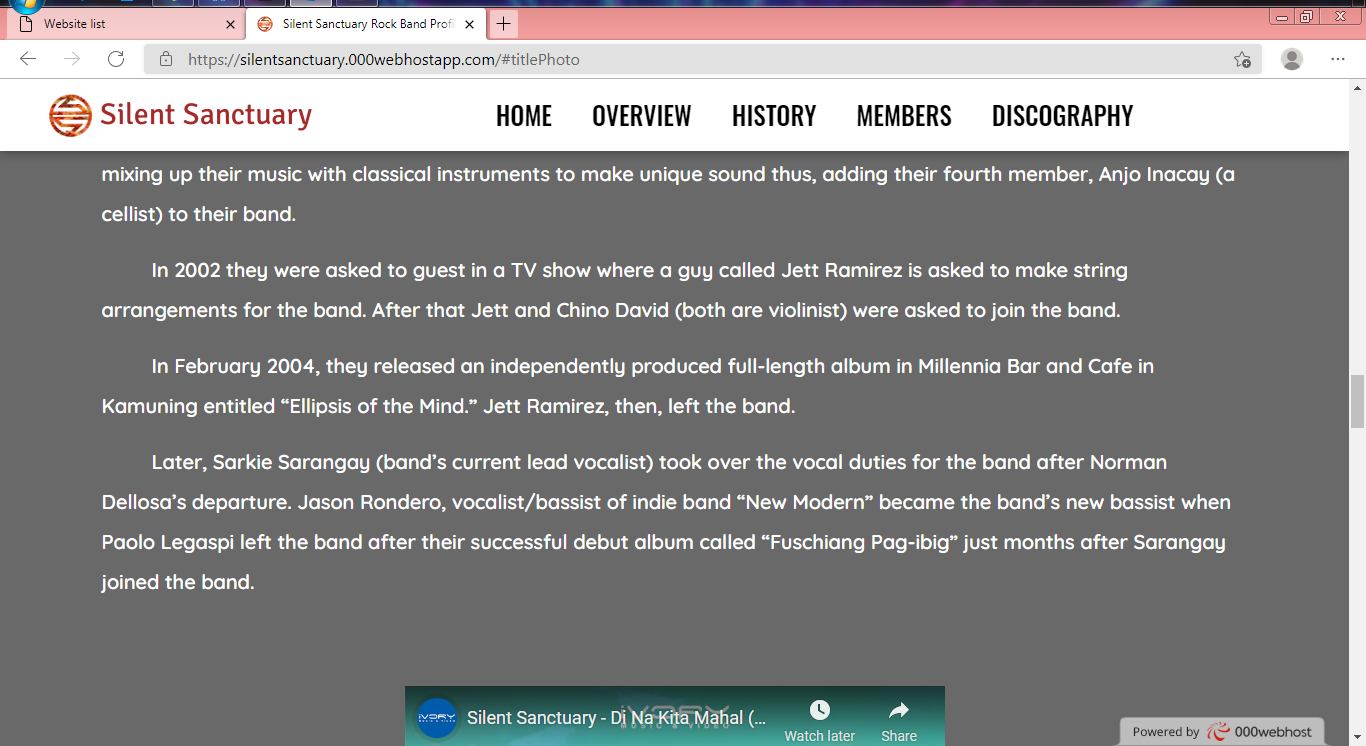 Website list
Silent Sanctuary Rock Band Profi
https://silentsanctuary.000webhostapp.com/#titlePhoto
Silent Sanctuary
HOME OVERVIEW HISTORY MEMBERS DISCOGRAPHY
mixing up their music with classical instruments to make unique sound thus, adding their fourth member, Anjo Inacay (a
cellist) to their band.
In 2002 they were asked to guest in a TV show where a guy called Jett Ramirez is asked to make string
arrangements for the band. After that Jett and Chino David (both are violinist) were asked to join the band.
In February 2004, they released an independently produced full-length album in Millennia Bar and Cafe in
Kamuning entitled “Ellipsis of the Mind.” Jett Ramirez, then, left the band.
Later, Sarkie Sarangay (band’s current lead vocalist) took over the vocal duties for the band after Norman
Dellosa’s departure. Jason Rondero, vocalist/bassist of indie band “New Modern” became the band’s new bassist when
Paolo Legaspi left the band after their successful debut album called “Fuschiang Pag-ibig” just months after Sarangay
joined the band.
IVORY
MUSIC & VIDEO
Silent Sanctuary - Di Na Kita Mahal (...
Watch later Share
Powered by 000webhost